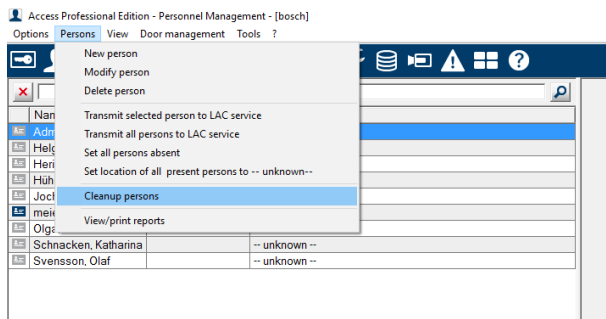 Access Professional Edition - Personnel Management - [bosch]
Options Persons View Door management Tools ?
New person
Modify person
Delete person
Transmit selected person to LAC service
Transmit all persons to LAC service
Set all persons absent
Set location of all present persons to -- unknown--
Cleanup persons
View/print reports
Nam
Adm
Helg
Heri
Hüh
Joch
meie
Olga
Schnacken, Katharina -- unknown --
Svensson, Olaf -- unknown --